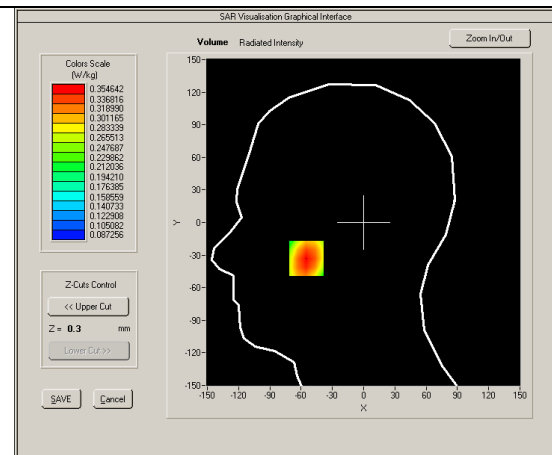 SAR Visualisation Graphical Interface
Volume Radiated Intensity
Zoom In/Out
Colors Scale
(W/kg)
0.354642
0.336816
0.318990
0.301165
0.283339
0.265513
0.247687
0.229862
0.212036
0.194210
0.176385
0.158559
0.140733
0.122908
0.105082
0.087256
Z-Cuts Control
<< Upper Cut
Z = 0.3 mm
Lower Cut >>
SAVE Cancel
150
120
90
60
30
0
-30
-60
-90
-120
-150
Y
-150 -120 -90 -60 -30 0 30 60 90 120 150
X